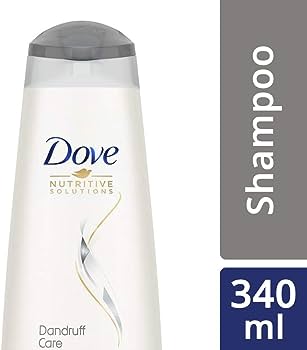 Dove
NUTRITIVE
SOLUTIONS
Dandruff
Care
Shampoo
340
ml